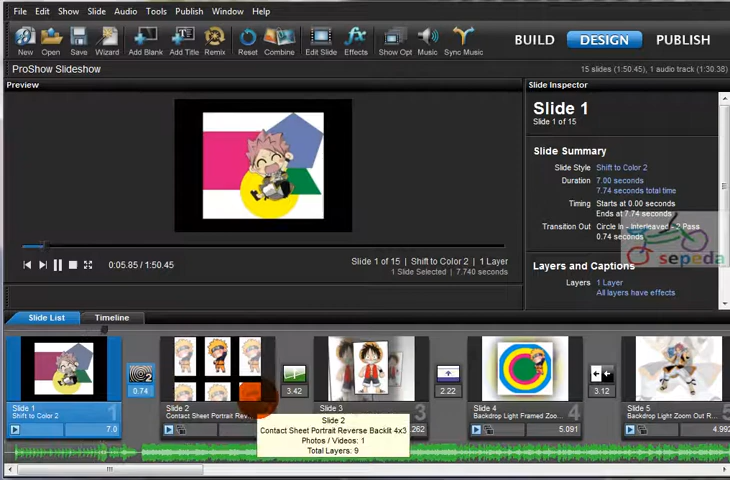 File Edit Show Slide Audio Tools Publish Window Help
New Open Save Wizard Add Blank Add Title Remix Reset Combine Edit Slide Effects Show Opt Music Sync Music
BUILD DESIGN PUBLISH
ProShow Slideshow
15 slides (1:50.45), 1 audio track (1:30.38)
Preview
Slide Inspector
Slide 1
Slide 1 of 15
Slide Summary
Slide Style Shift to Color 2
Duration 7.00 seconds
7.74 seconds total time
Timing Starts at 0.00 seconds
Ends at 7.74 seconds
Transition Out Circle In - Interleaved - 2 Pass
0.74 seconds
sepeda
Layers and Captions
Layers 1 Layer
All layers have effects
0:05.85 / 1:50.45
Slide 1 of 15 | Shift to Color 2 | 1 Layer
1 Slide Selected | 7.740 seconds
Slide List Timeline
2
0.74
3.42
2.22
3.12
Slide 1
Shift to Color 2
1
7.0
Slide 2
Contact Sheet Portrait Rev...
Slide 3
3
.262
Slide 4
Backdrop Light Framed Zoo...
4
5.091
Slide 5
Backdrop Light Zoom Out R...
4.992
Slide 2
Contact Sheet Portrait Reverse Backlit 4x3
Photos / Videos: 1
Total Layers: 9